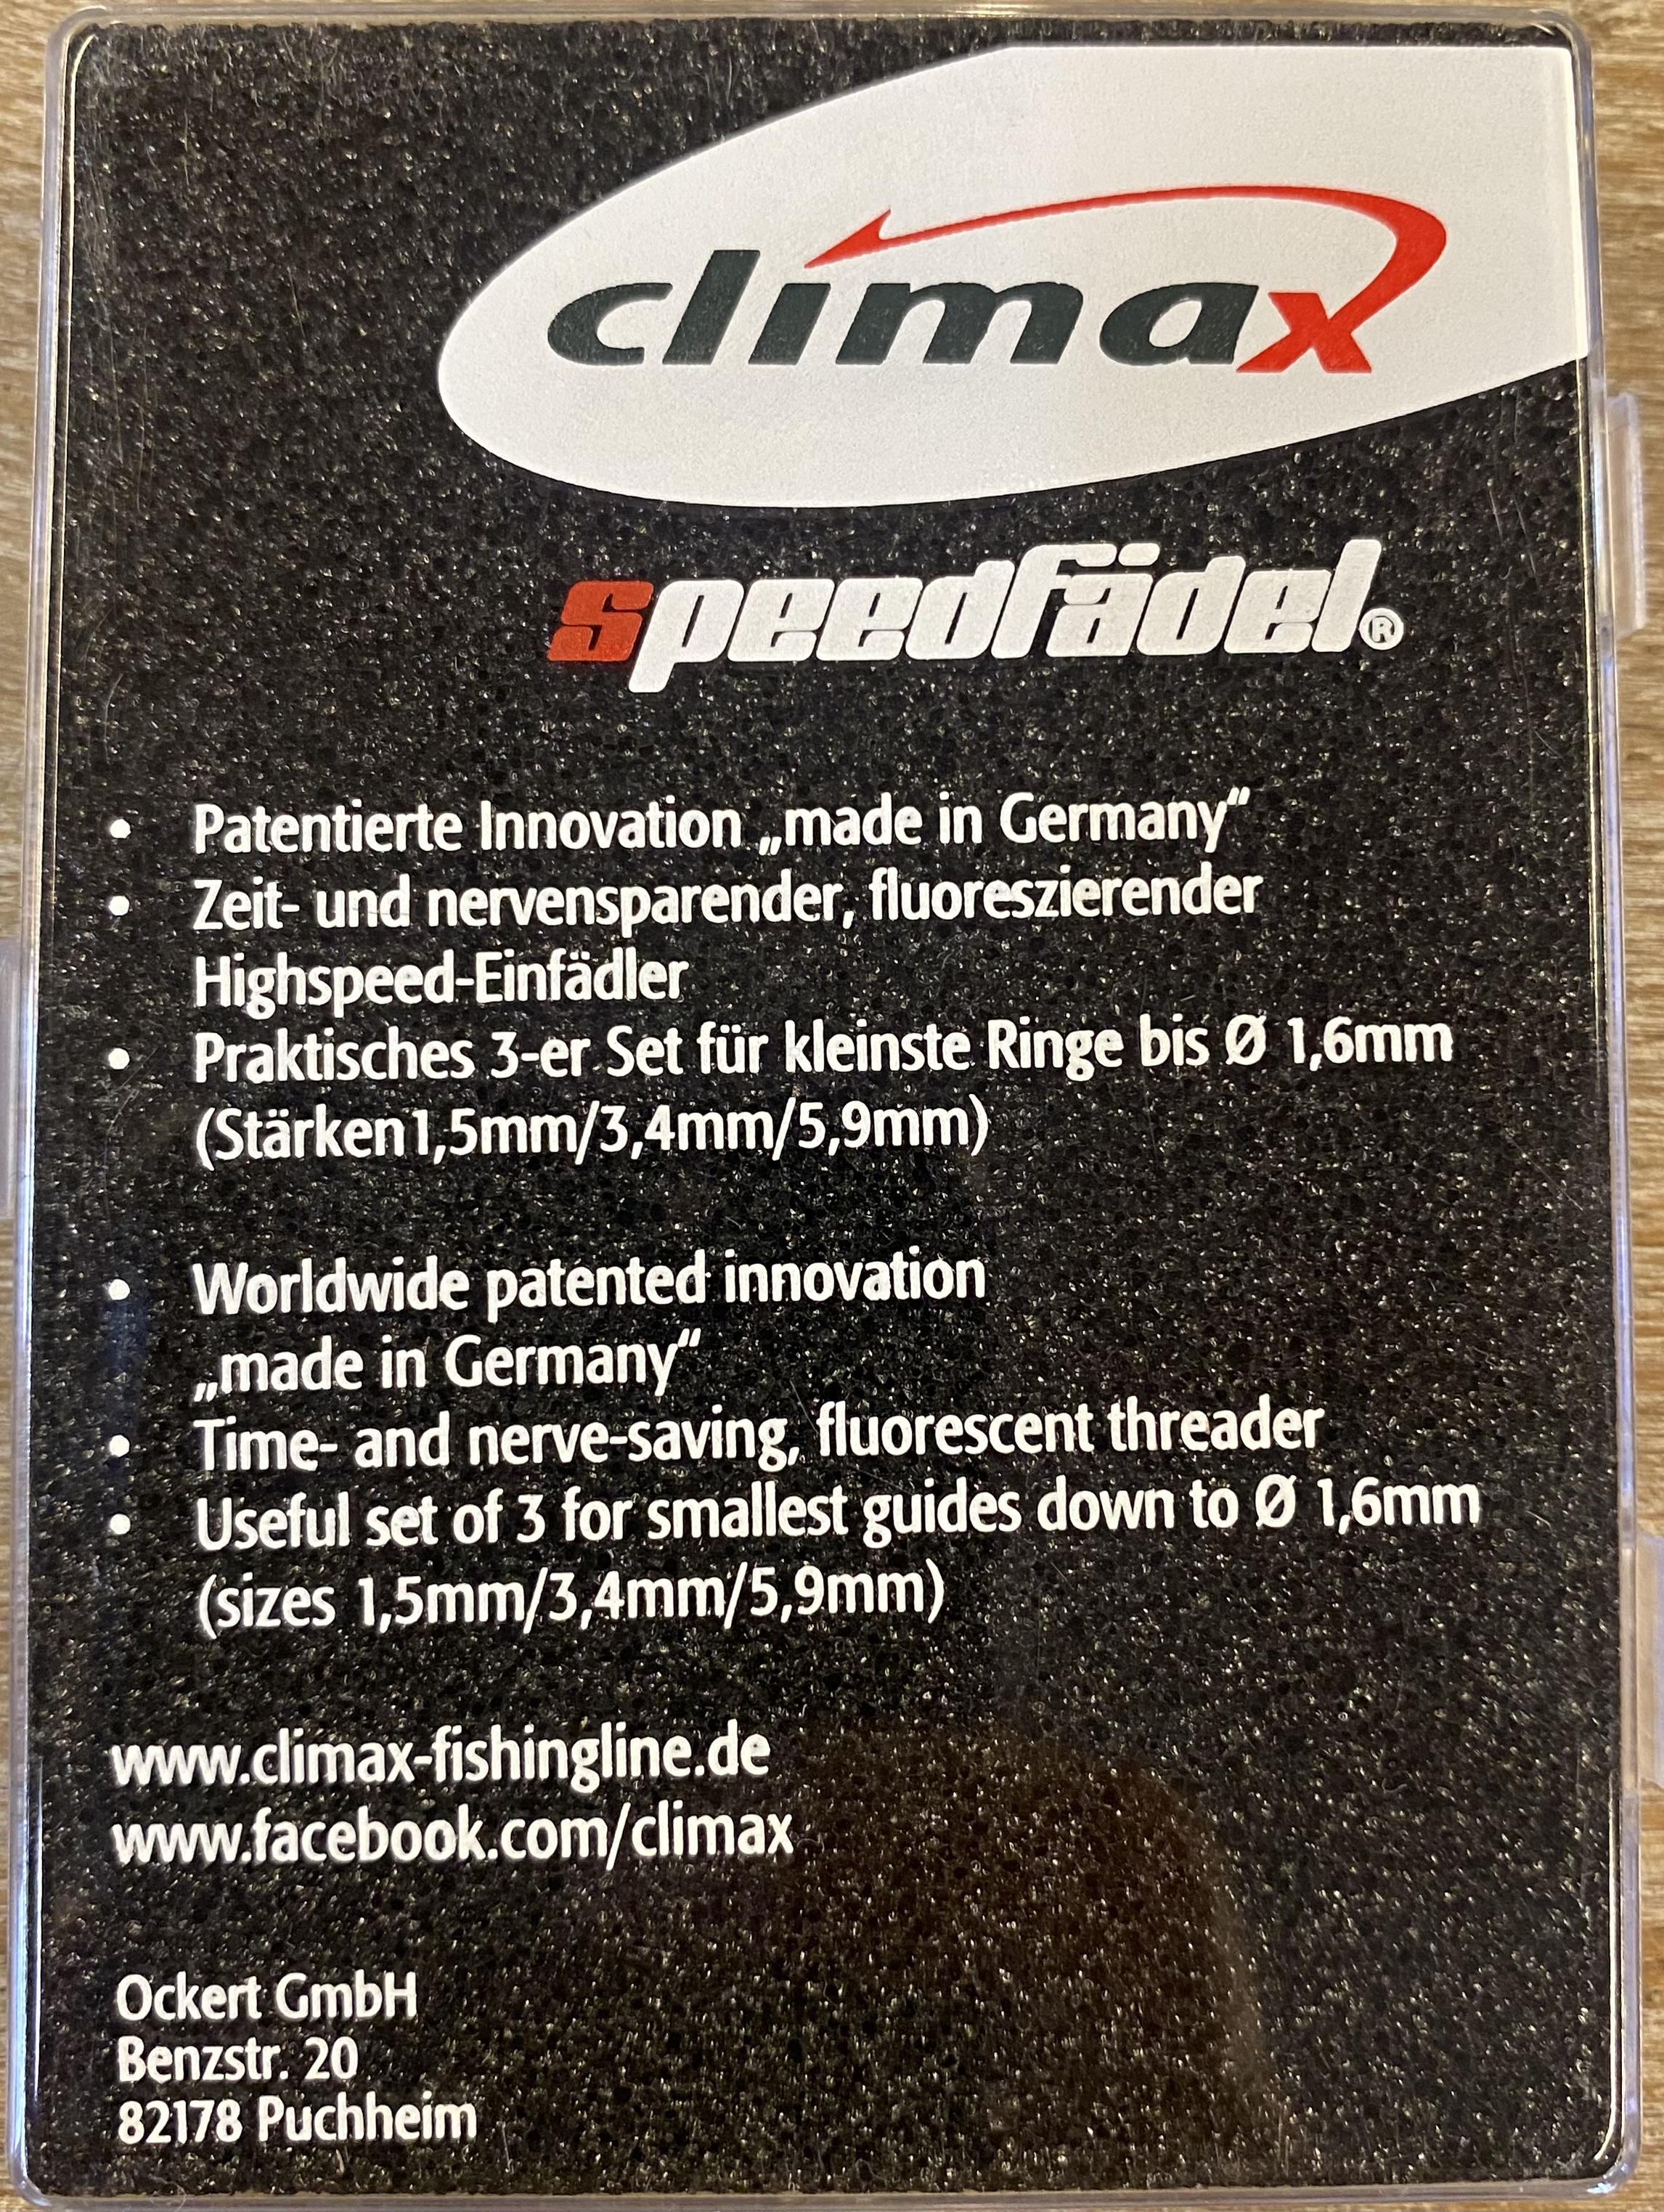 climax
speedfädel®
• Patentierte Innovation „made in Germany“
• Zeit- und nervensparender, fluoreszierender
Highspeed-Einfädler
• Praktisches 3-er Set für kleinste Ringe bis Ø 1,6mm
(Stärken1,5mm/3,4mm/5,9mm)
• Worldwide patented innovation
„made in Germany“
• Time- and nerve-saving, fluorescent threader
• Useful set of 3 for smallest guides down to Ø 1,6mm
(sizes 1,5mm/3,4mm/5,9mm)
www.climax-fishingline.de
www.facebook.com/climax
Ockert GmbH
Benzstr. 20
82178 Puchheim